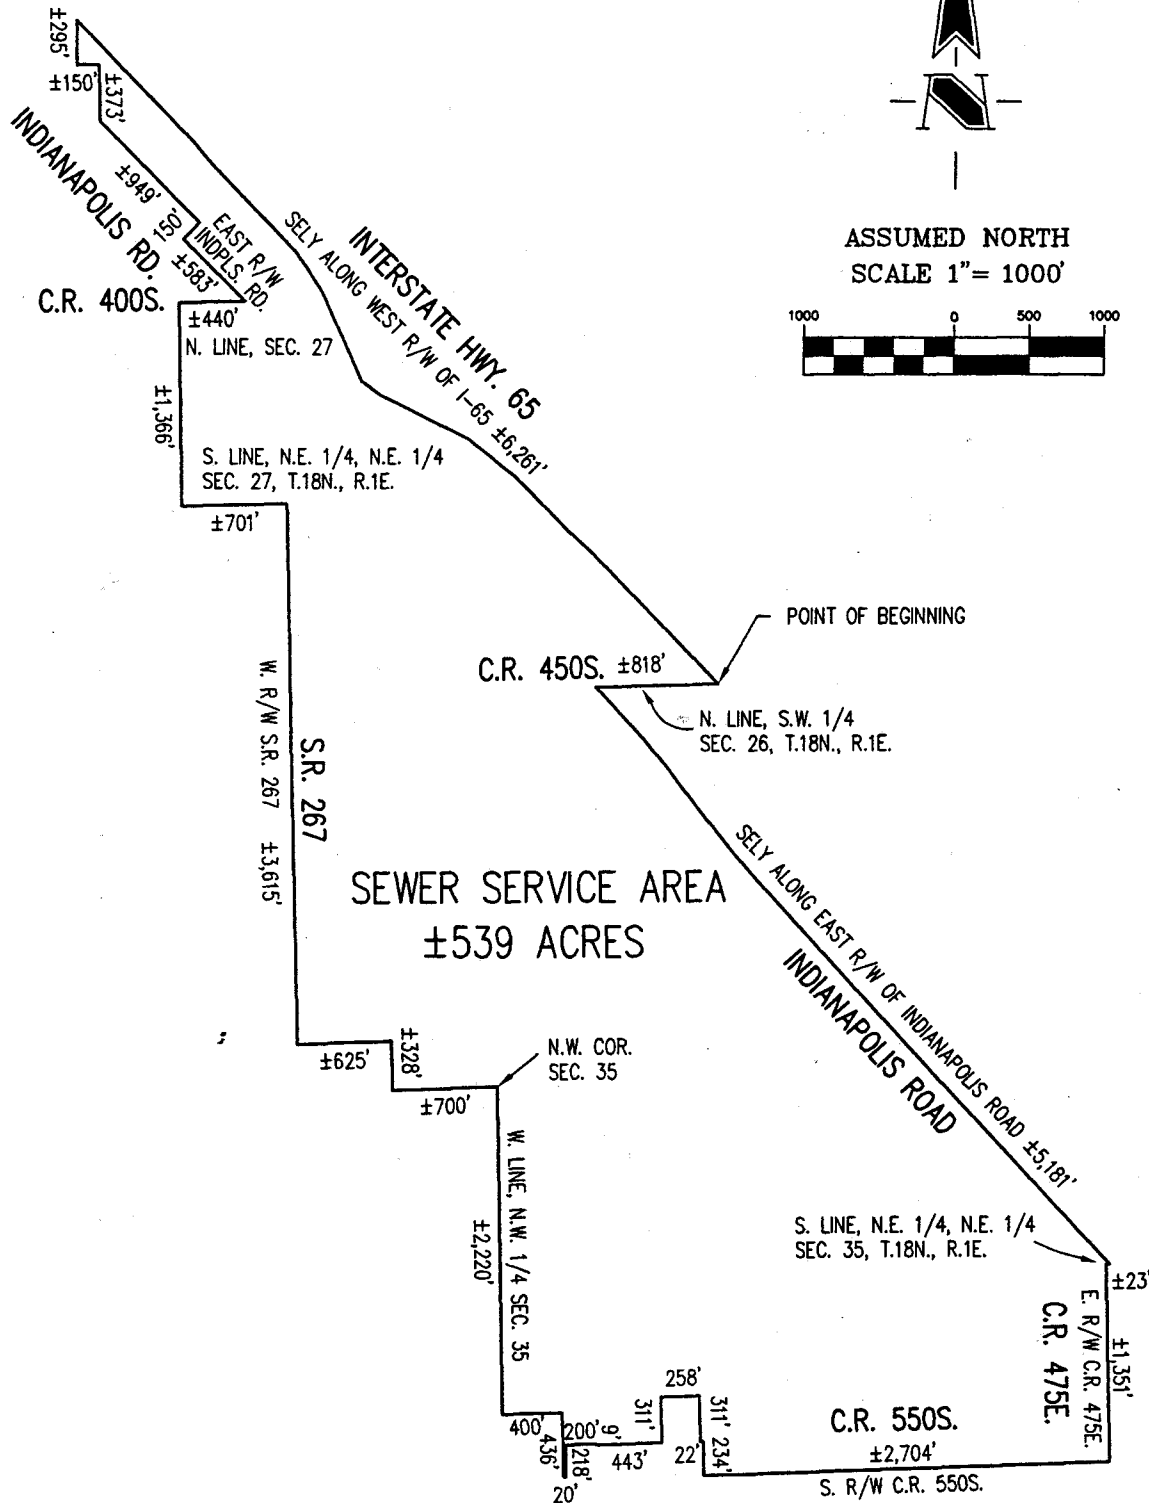 ±295'
±150'
±373'
INDIANAPOLIS RD.
±949'
150'
EAST R/W
INDPLS. RD.
±583'
C.R. 400S.
±440'
N. LINE, SEC. 27
SELY ALONG WEST R/W OF I-65 ±6,261'
INTERSTATE HWY. 65
N
ASSUMED NORTH
SCALE 1"= 1000'
1000 0 500 1000
±1,366'
S. LINE, N.E. 1/4, N.E. 1/4
SEC. 27, T.18N., R.1E.
±701'
POINT OF BEGINNING
C.R. 450S. ±818'
N. LINE, S.W. 1/4
SEC. 26, T.18N., R.1E.
W. R/W S.R. 267 ±3,615'
S.R. 267
SEWER SERVICE AREA
±539 ACRES
SELY ALONG EAST R/W OF INDIANAPOLIS ROAD ±5,181'
INDIANAPOLIS ROAD
±625'
±328'
N.W. COR.
SEC. 35
±700'
W. LINE, N.W. 1/4 SEC. 35
±2,220'
S. LINE, N.E. 1/4, N.E. 1/4
SEC. 35, T.18N., R.1E.
±23'
E. R/W C.R. 475E.
C.R. 475E.
±1,351'
400'
436'
200'
218'
20'
9'
443'
311'
258'
311'
22'
234'
C.R. 550S.
±2,704'
S. R/W C.R. 550S.